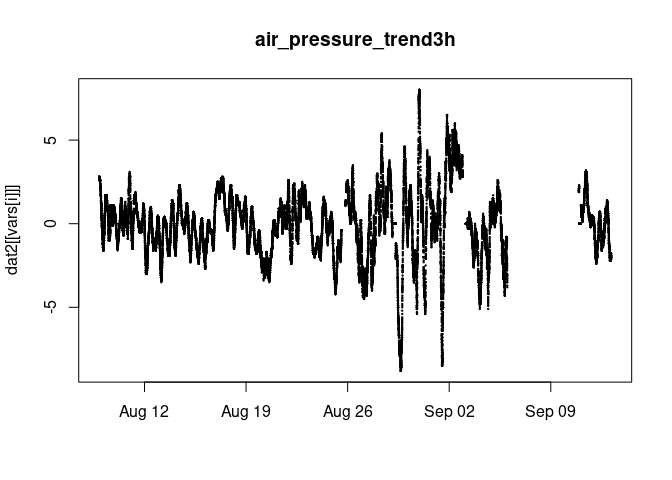 air_pressure_trend3h
dat2[[vars[i]]]
5
0
-5
Aug 12
Aug 19
Aug 26
Sep 02
Sep 09